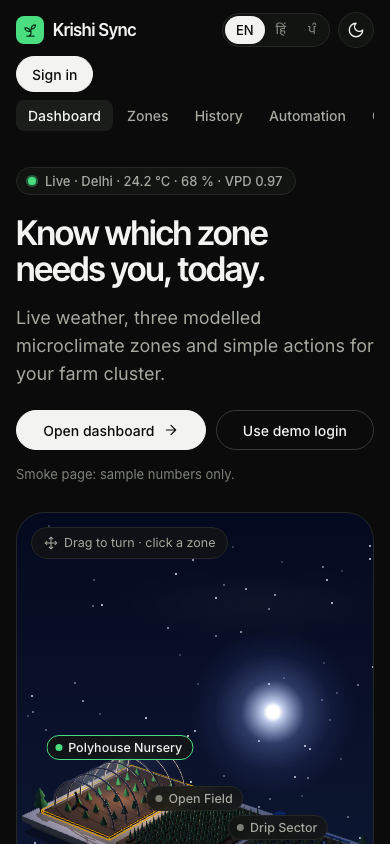 Krishi Sync
EN हिं ਪੰ
Sign in
Dashboard Zones History Automation
Live · Delhi · 24.2 °C · 68 % · VPD 0.97
Know which zone
needs you, today.
Live weather, three modelled
microclimate zones and simple actions for
your farm cluster.
Open dashboard →
Use demo login
Smoke page: sample numbers only.
Drag to turn · click a zone
Polyhouse Nursery
Open Field
Drip Sector